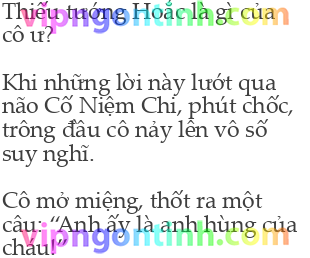 Thiếu tướng Hoắc là gì của
cô ư?
Khi những lời này lướt qua
não Cố Niệm Chi, phút chốc,
trông đầu cô nảy lên vô số
suy nghĩ.
Cô mở miệng, thốt ra một
câu: “Anh ấy là anh hùng của
cháu!”
vipngontinh.com
vipngontinh.com